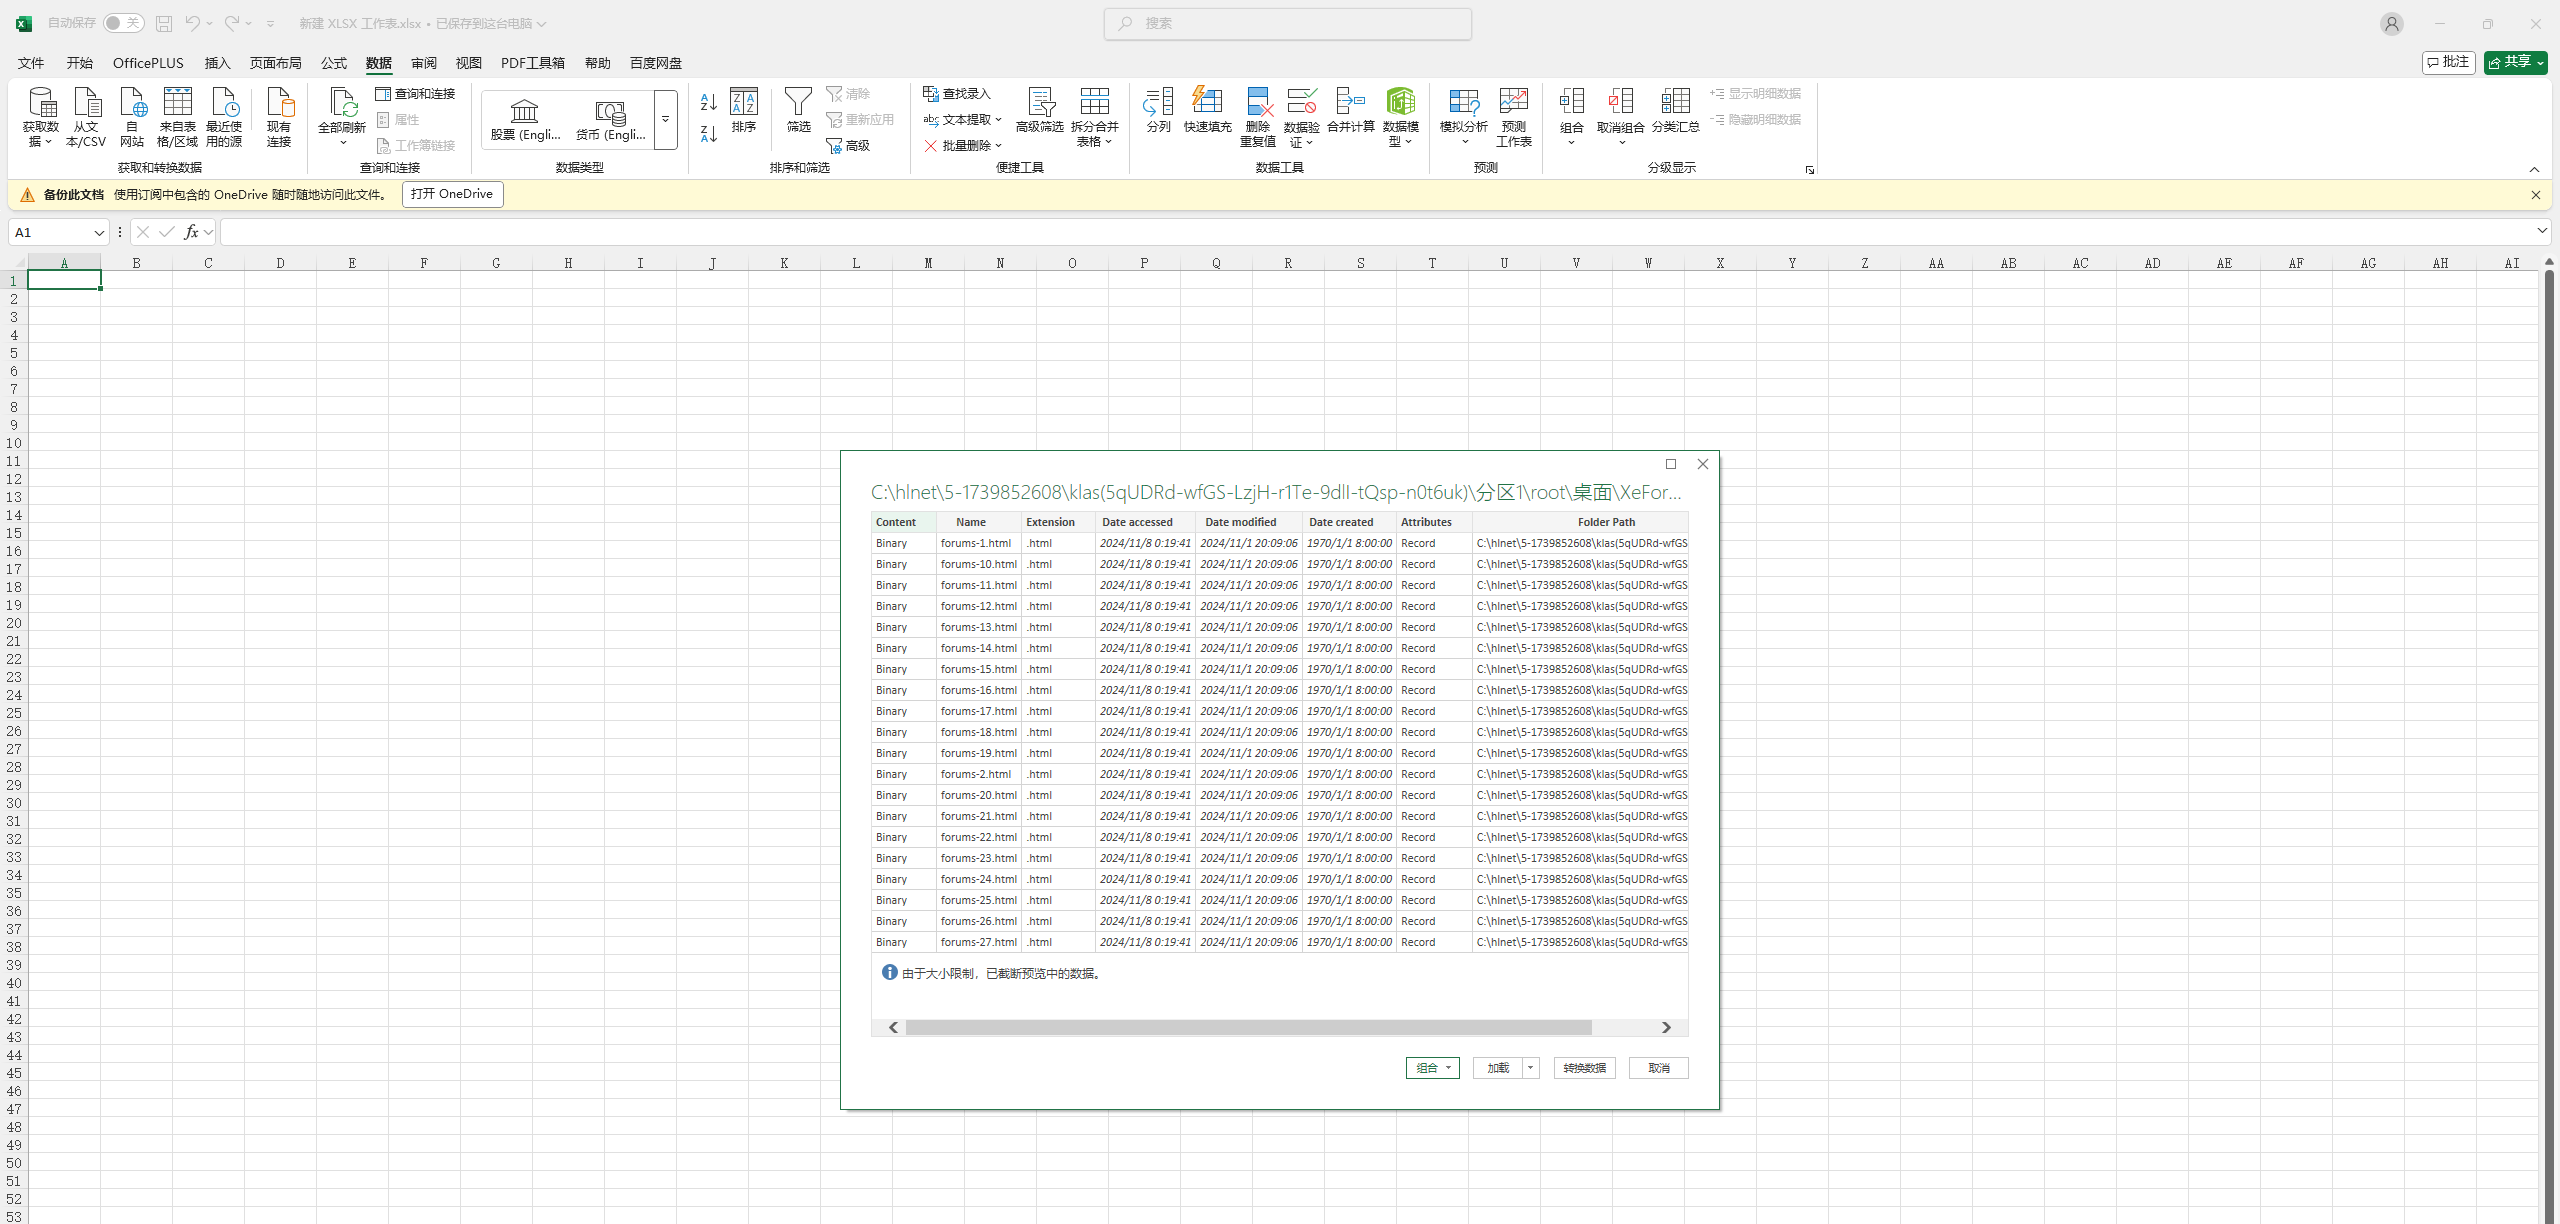 自动保存 关 新建 XLSX 工作表.xlsx • 已保存到这台电脑 搜索
文件 开始 OfficePLUS 插入 页面布局 公式 数据 审阅 视图 PDF工具箱 帮助 百度网盘 批注 共享
获取数据 从文本/CSV 自网站 来自表格/区域 最近使用的源 现有连接
获取和转换数据
全部刷新 查询和连接 属性 工作簿链接
查询和连接
股票 (Engli... 货币 (Engli...
数据类型
排序 筛选 清除 重新应用 高级
排序和筛选
查找录入 文本提取 批量删除 高级筛选 拆分合并表格
便捷工具
分列 快速填充 删除重复值 数据验证 合并计算 数据模型
数据工具
模拟分析 预测工作表
预测
组合 取消组合 分类汇总 显示明细数据 隐藏明细数据
分级显示
备份此文档 使用订阅中包含的 OneDrive 随时随地访问此文件。 打开 OneDrive
A1 fx
A B C D E F G H I J K L M N O P Q R S T U V W X Y Z AA AB AC AD AE AF AG AH AI
1
2
3
4
5
6
7
8
9
10
11
12
13
14
15
16
17
18
19
20
21
22
23
24
25
26
27
28
29
30
31
32
33
34
35
36
37
38
39
40
41
42
43
44
45
46
47
48
49
50
51
52
53
C:\hlnet\5-1739852608\klas(5qUDRd-wfGS-LzjH-r1Te-9dlI-tQsp-n0t6uk)\分区1\root\桌面\XeFor...
Content Name Extension Date accessed Date modified Date created Attributes Folder Path
Binary forums-1.html .html 2024/11/8 0:19:41 2024/11/1 20:09:06 1970/1/1 8:00:00 Record C:\hlnet\5-1739852608\klas(5qUDRd-wfGS
Binary forums-10.html .html 2024/11/8 0:19:41 2024/11/1 20:09:06 1970/1/1 8:00:00 Record C:\hlnet\5-1739852608\klas(5qUDRd-wfGS
Binary forums-11.html .html 2024/11/8 0:19:41 2024/11/1 20:09:06 1970/1/1 8:00:00 Record C:\hlnet\5-1739852608\klas(5qUDRd-wfGS
Binary forums-12.html .html 2024/11/8 0:19:41 2024/11/1 20:09:06 1970/1/1 8:00:00 Record C:\hlnet\5-1739852608\klas(5qUDRd-wfGS
Binary forums-13.html .html 2024/11/8 0:19:41 2024/11/1 20:09:06 1970/1/1 8:00:00 Record C:\hlnet\5-1739852608\klas(5qUDRd-wfGS
Binary forums-14.html .html 2024/11/8 0:19:41 2024/11/1 20:09:06 1970/1/1 8:00:00 Record C:\hlnet\5-1739852608\klas(5qUDRd-wfGS
Binary forums-15.html .html 2024/11/8 0:19:41 2024/11/1 20:09:06 1970/1/1 8:00:00 Record C:\hlnet\5-1739852608\klas(5qUDRd-wfGS
Binary forums-16.html .html 2024/11/8 0:19:41 2024/11/1 20:09:06 1970/1/1 8:00:00 Record C:\hlnet\5-1739852608\klas(5qUDRd-wfGS
Binary forums-17.html .html 2024/11/8 0:19:41 2024/11/1 20:09:06 1970/1/1 8:00:00 Record C:\hlnet\5-1739852608\klas(5qUDRd-wfGS
Binary forums-18.html .html 2024/11/8 0:19:41 2024/11/1 20:09:06 1970/1/1 8:00:00 Record C:\hlnet\5-1739852608\klas(5qUDRd-wfGS
Binary forums-19.html .html 2024/11/8 0:19:41 2024/11/1 20:09:06 1970/1/1 8:00:00 Record C:\hlnet\5-1739852608\klas(5qUDRd-wfGS
Binary forums-2.html .html 2024/11/8 0:19:41 2024/11/1 20:09:06 1970/1/1 8:00:00 Record C:\hlnet\5-1739852608\klas(5qUDRd-wfGS
Binary forums-20.html .html 2024/11/8 0:19:41 2024/11/1 20:09:06 1970/1/1 8:00:00 Record C:\hlnet\5-1739852608\klas(5qUDRd-wfGS
Binary forums-21.html .html 2024/11/8 0:19:41 2024/11/1 20:09:06 1970/1/1 8:00:00 Record C:\hlnet\5-1739852608\klas(5qUDRd-wfGS
Binary forums-22.html .html 2024/11/8 0:19:41 2024/11/1 20:09:06 1970/1/1 8:00:00 Record C:\hlnet\5-1739852608\klas(5qUDRd-wfGS
Binary forums-23.html .html 2024/11/8 0:19:41 2024/11/1 20:09:06 1970/1/1 8:00:00 Record C:\hlnet\5-1739852608\klas(5qUDRd-wfGS
Binary forums-24.html .html 2024/11/8 0:19:41 2024/11/1 20:09:06 1970/1/1 8:00:00 Record C:\hlnet\5-1739852608\klas(5qUDRd-wfGS
Binary forums-25.html .html 2024/11/8 0:19:41 2024/11/1 20:09:06 1970/1/1 8:00:00 Record C:\hlnet\5-1739852608\klas(5qUDRd-wfGS
Binary forums-26.html .html 2024/11/8 0:19:41 2024/11/1 20:09:06 1970/1/1 8:00:00 Record C:\hlnet\5-1739852608\klas(5qUDRd-wfGS
Binary forums-27.html .html 2024/11/8 0:19:41 2024/11/1 20:09:06 1970/1/1 8:00:00 Record C:\hlnet\5-1739852608\klas(5qUDRd-wfGS
由于大小限制，已截断预览中的数据。
组合 加载 转换数据 取消